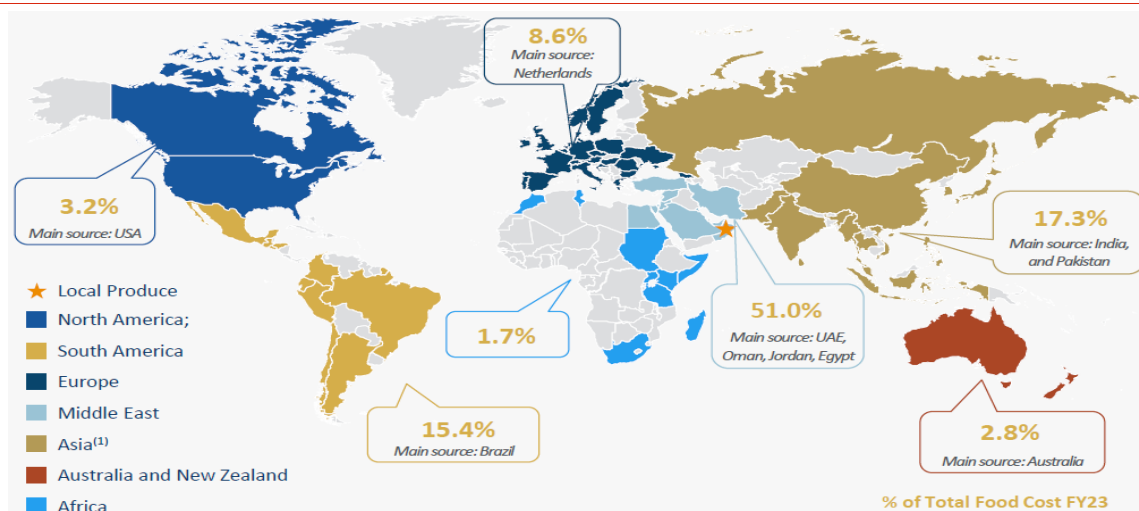 8.6%
Main source:
Netherlands
3.2%
Main source: USA
17.3%
Main source: India,
and Pakistan
51.0%
Main source: UAE,
Oman, Jordan, Egypt
1.7%
15.4%
Main source: Brazil
2.8%
Main source: Australia
Local Produce
North America;
South America
Europe
Middle East
Asia(1)
Australia and New Zealand
Africa
% of Total Food Cost FY23